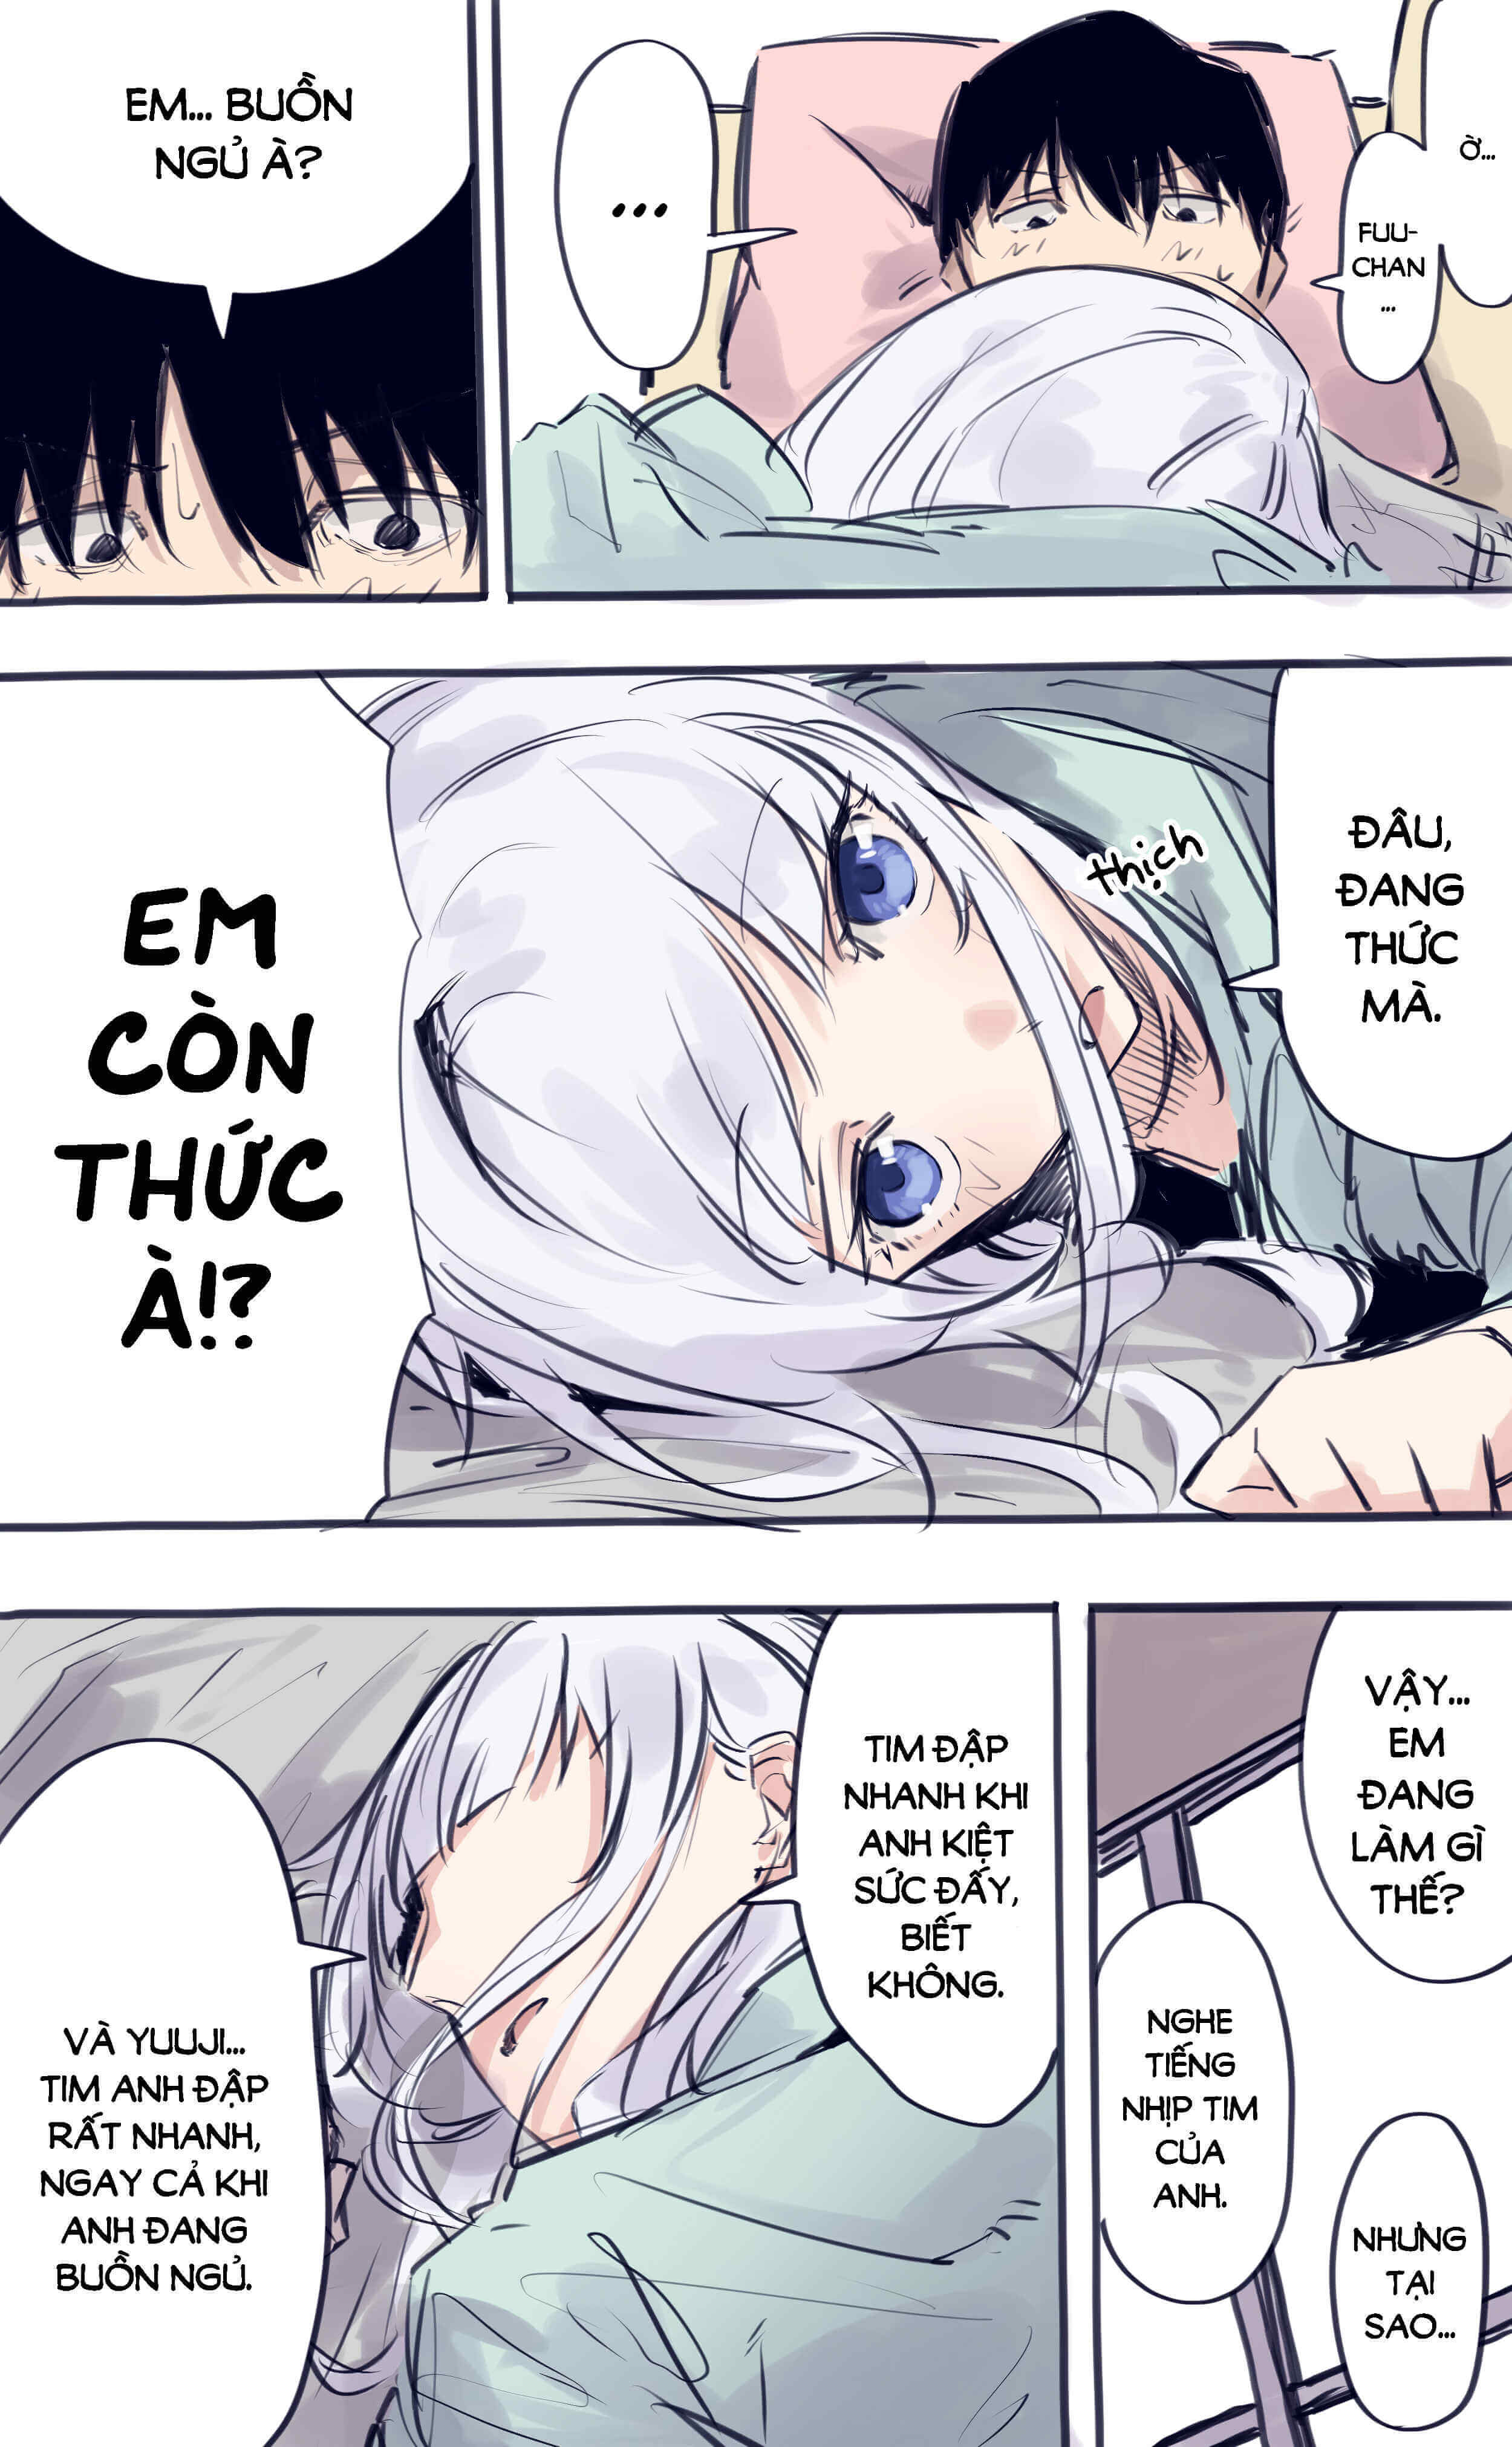 Ờ...
FUU-
CHAN
...
...
EM... BUỒN
NGỦ À?
ĐÂU,
ĐANG
THỨC
MÀ.
thịch
EM
CÒN
THỨC
À!?
VẬY...
EM
ĐANG
LÀM GÌ
THẾ?
NGHE
TIẾNG
NHỊP TIM
CỦA
ANH.
NHƯNG
TẠI
SAO...
TIM ĐẬP
NHANH KHI
ANH KIỆT
SỨC ĐẤY,
BIẾT
KHÔNG.
VÀ YUUJI...
TIM ANH ĐẬP
RẤT NHANH,
NGAY CẢ KHI
ANH ĐANG
BUỒN NGỦ.